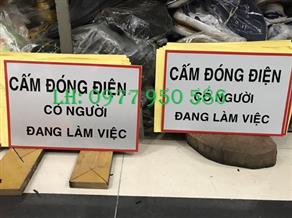 CẤM ĐÓNG ĐIỆN
CÓ NGƯỜI
ĐANG LÀM VIỆC
CẤM ĐÓNG ĐIỆN
CÓ NGƯỜI
ĐANG LÀM VIỆC
LH: 0977 950 588